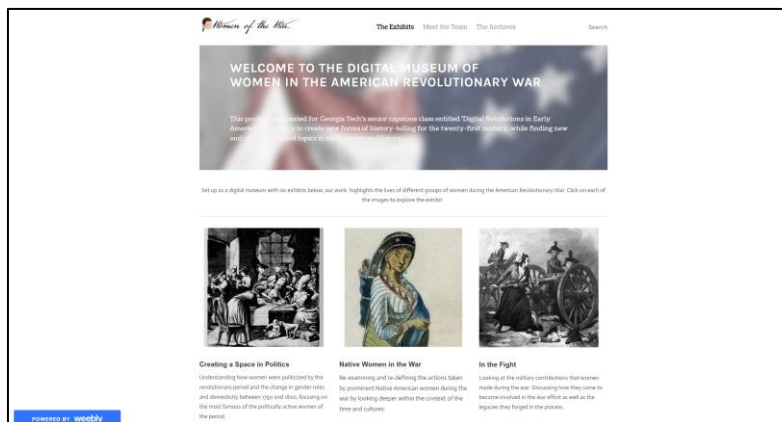 Women of the War.
The Exhibits Meet the Team The Archives Search
WELCOME TO THE DIGITAL MUSEUM OF
WOMEN IN THE AMERICAN REVOLUTIONARY WAR
This project created for Georgia Tech's senior capstone class entitled 'Digital Revolutions in Early
to create new forms of history-telling for the twenty-first century, while finding new
and topics in History.
Set up as a digital museum with six exhibits below, our work highlights the lives of different groups of women during the American Revolutionary War. Click on each of
the images to explore the exhibit.
Creating a Space in Politics
Understanding how women were politicized by the
revolutionary period and the change in gender roles
and domesticity between 1750 and 1800, focusing on
the most famous of the politically active women of
the period.
Native Women in the War
Re-examining and re-defining the actions taken
by prominent Native American women during the
war by looking deeper within the context of the
time and cultures.
In the Fight
Looking at the military contributions that women
made during the war. Discussing how they came to
become involved in the war effort as well as the
legacies they forged in the process.
POWERED BY weebly